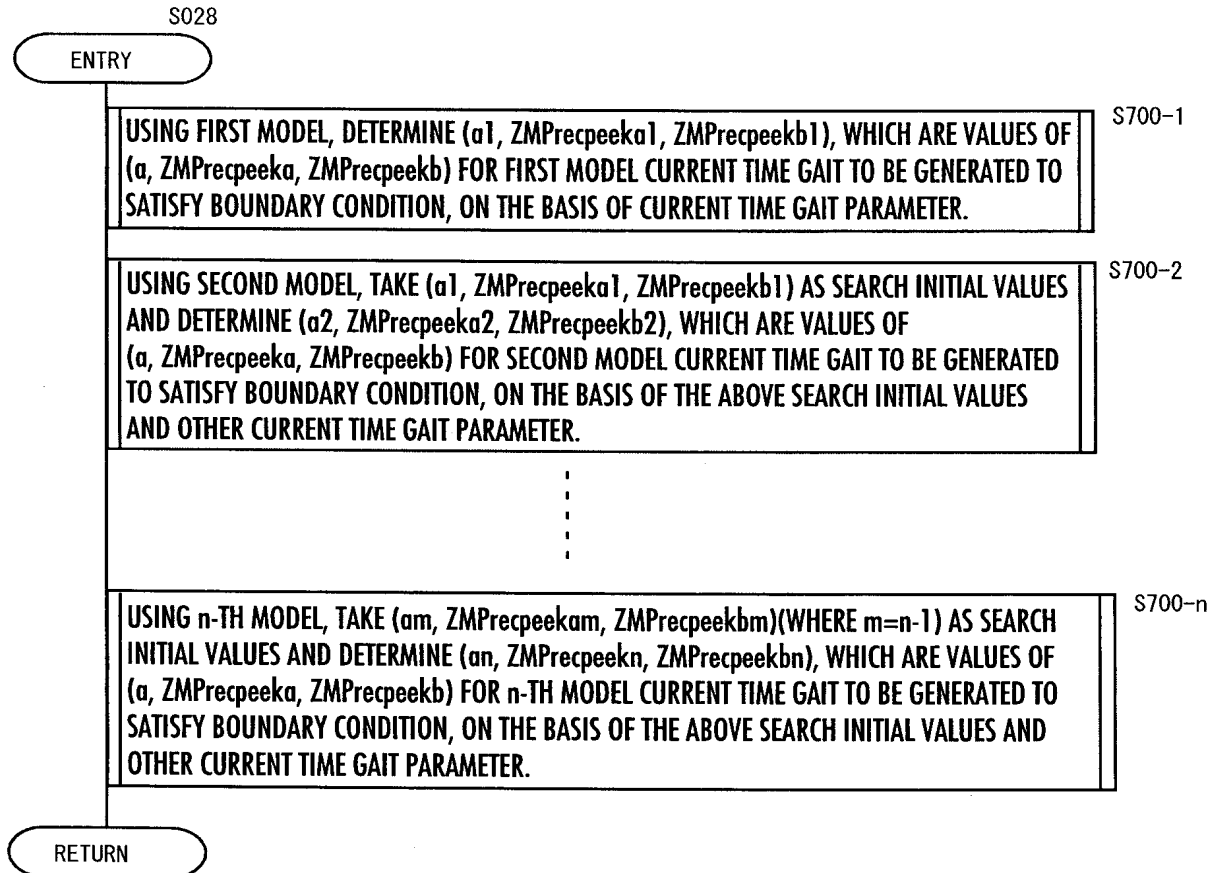 S028
ENTRY
S700-1
USING FIRST MODEL, DETERMINE (a1, ZMPrecpeeka1, ZMPrecpeekb1), WHICH ARE VALUES OF
(a, ZMPrecpeeka, ZMPrecpeekb) FOR FIRST MODEL CURRENT TIME GAIT TO BE GENERATED TO
SATISFY BOUNDARY CONDITION, ON THE BASIS OF CURRENT TIME GAIT PARAMETER.
S700-2
USING SECOND MODEL, TAKE (a1, ZMPrecpeeka1, ZMPrecpeekb1) AS SEARCH INITIAL VALUES
AND DETERMINE (a2, ZMPrecpeeka2, ZMPrecpeekb2), WHICH ARE VALUES OF
(a, ZMPrecpeeka, ZMPrecpeekb) FOR SECOND MODEL CURRENT TIME GAIT TO BE GENERATED
TO SATISFY BOUNDARY CONDITION, ON THE BASIS OF THE ABOVE SEARCH INITIAL VALUES
AND OTHER CURRENT TIME GAIT PARAMETER.
S700-n
USING n-TH MODEL, TAKE (am, ZMPrecpeekam, ZMPrecpeekbm)(WHERE m=n-1) AS SEARCH
INITIAL VALUES AND DETERMINE (an, ZMPrecpeekn, ZMPrecpeekbn), WHICH ARE VALUES OF
(a, ZMPrecpeeka, ZMPrecpeekb) FOR n-TH MODEL CURRENT TIME GAIT TO BE GENERATED TO
SATISFY BOUNDARY CONDITION, ON THE BASIS OF THE ABOVE SEARCH INITIAL VALUES AND
OTHER CURRENT TIME GAIT PARAMETER.
RETURN